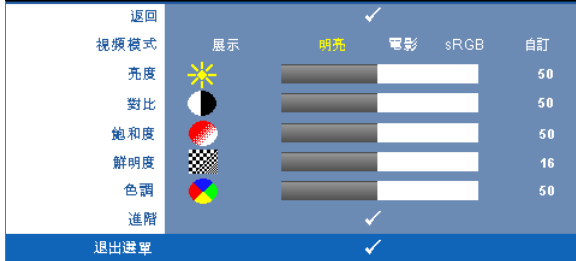 返回
視頻模式 展示 明亮 電影 sRGB 自訂
亮度 50
對比 50
飽和度 50
鮮明度 16
色調 50
進階
退出選單